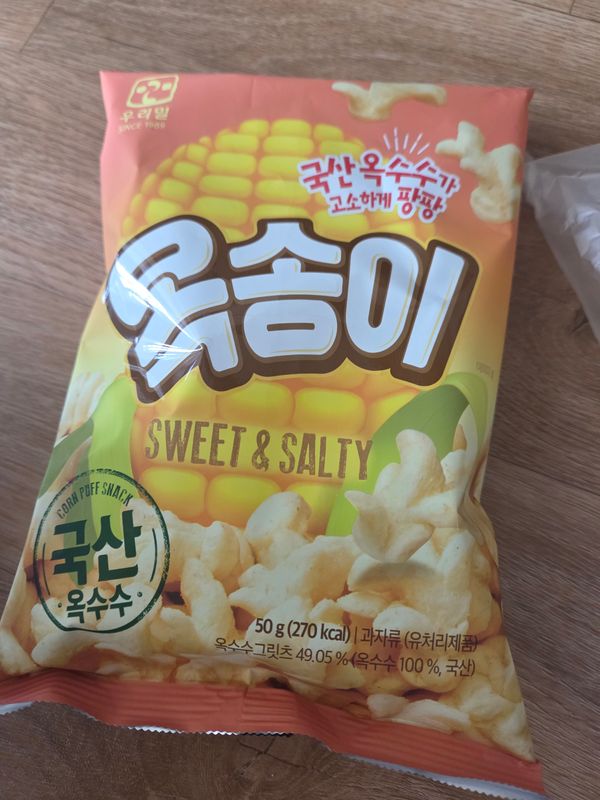 우리밀
SINCE 1989
국산 옥수수가
고소하게 팡팡
옥송이
SWEET & SALTY
CORN PUFF SNACK
국산
옥수수
50 g (270 kcal) | 과자류 (유처리제품)
옥수수그릿츠 49.05 % (옥수수 100 %, 국산)